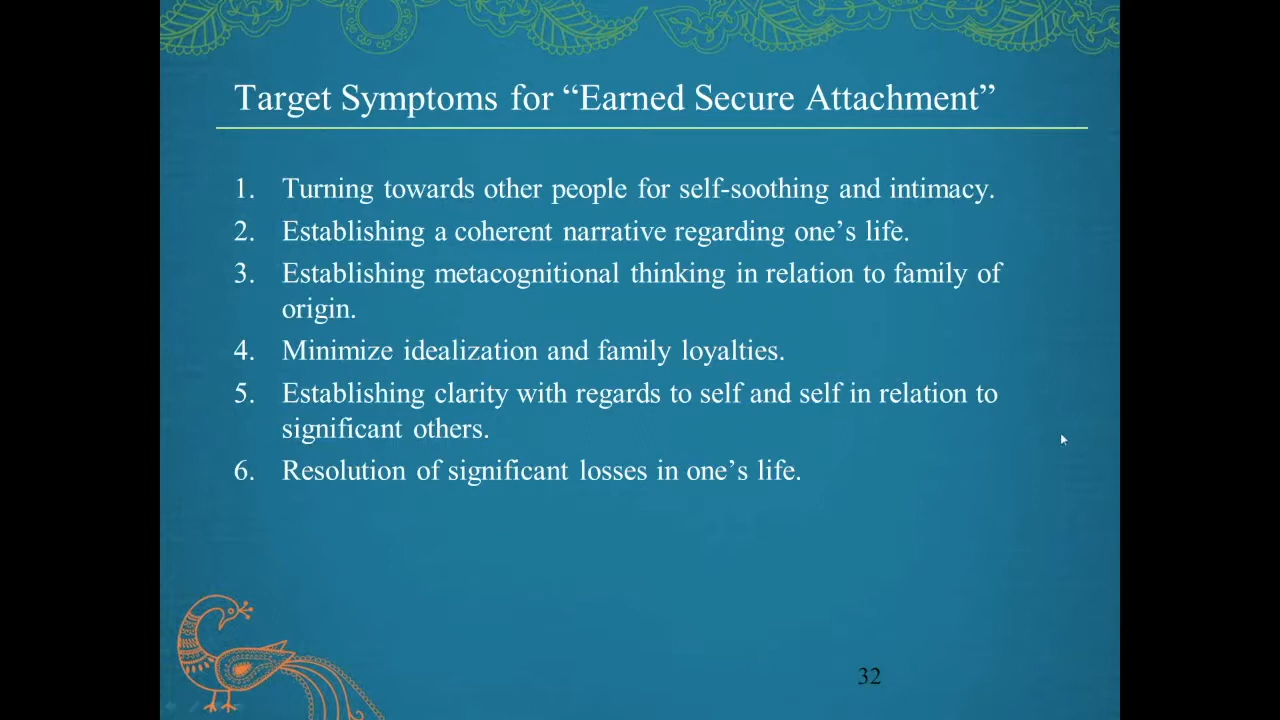 Target Symptoms for “Earned Secure Attachment”
1. Turning towards other people for self-soothing and intimacy.
2. Establishing a coherent narrative regarding one’s life.
3. Establishing metacognitional thinking in relation to family of
origin.
4. Minimize idealization and family loyalties.
5. Establishing clarity with regards to self and self in relation to
significant others.
6. Resolution of significant losses in one’s life.
32